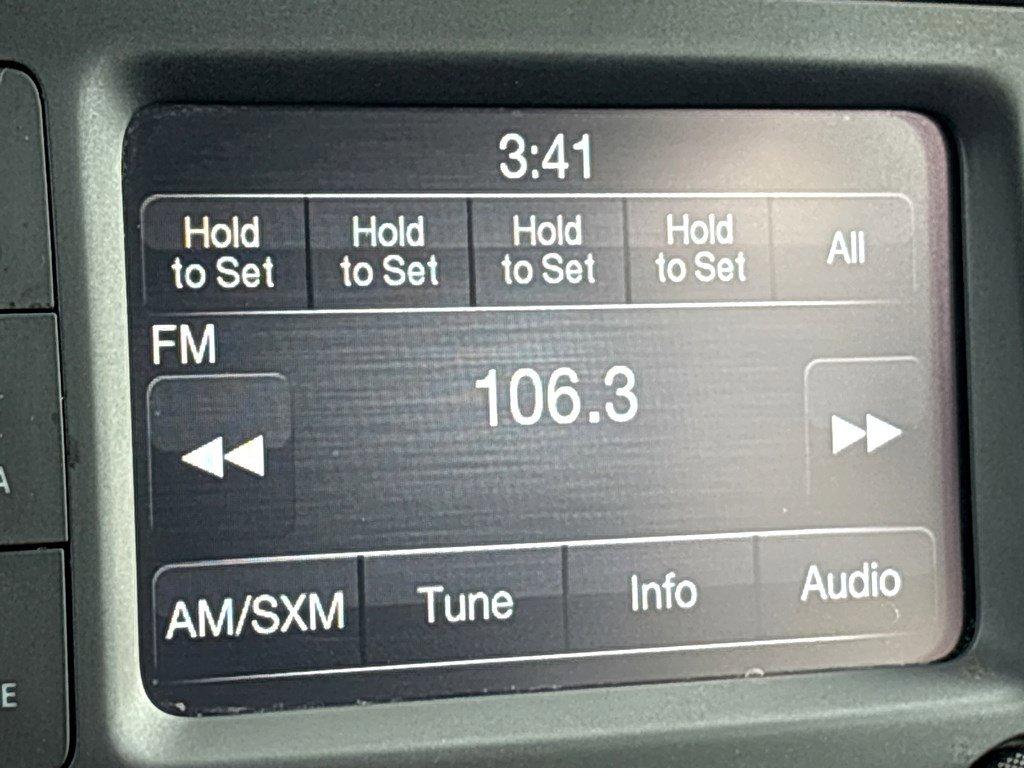 3:41
Hold to Set
Hold to Set
Hold to Set
Hold to Set
All
FM
106.3
AM/SXM
Tune
Info
Audio
A
E